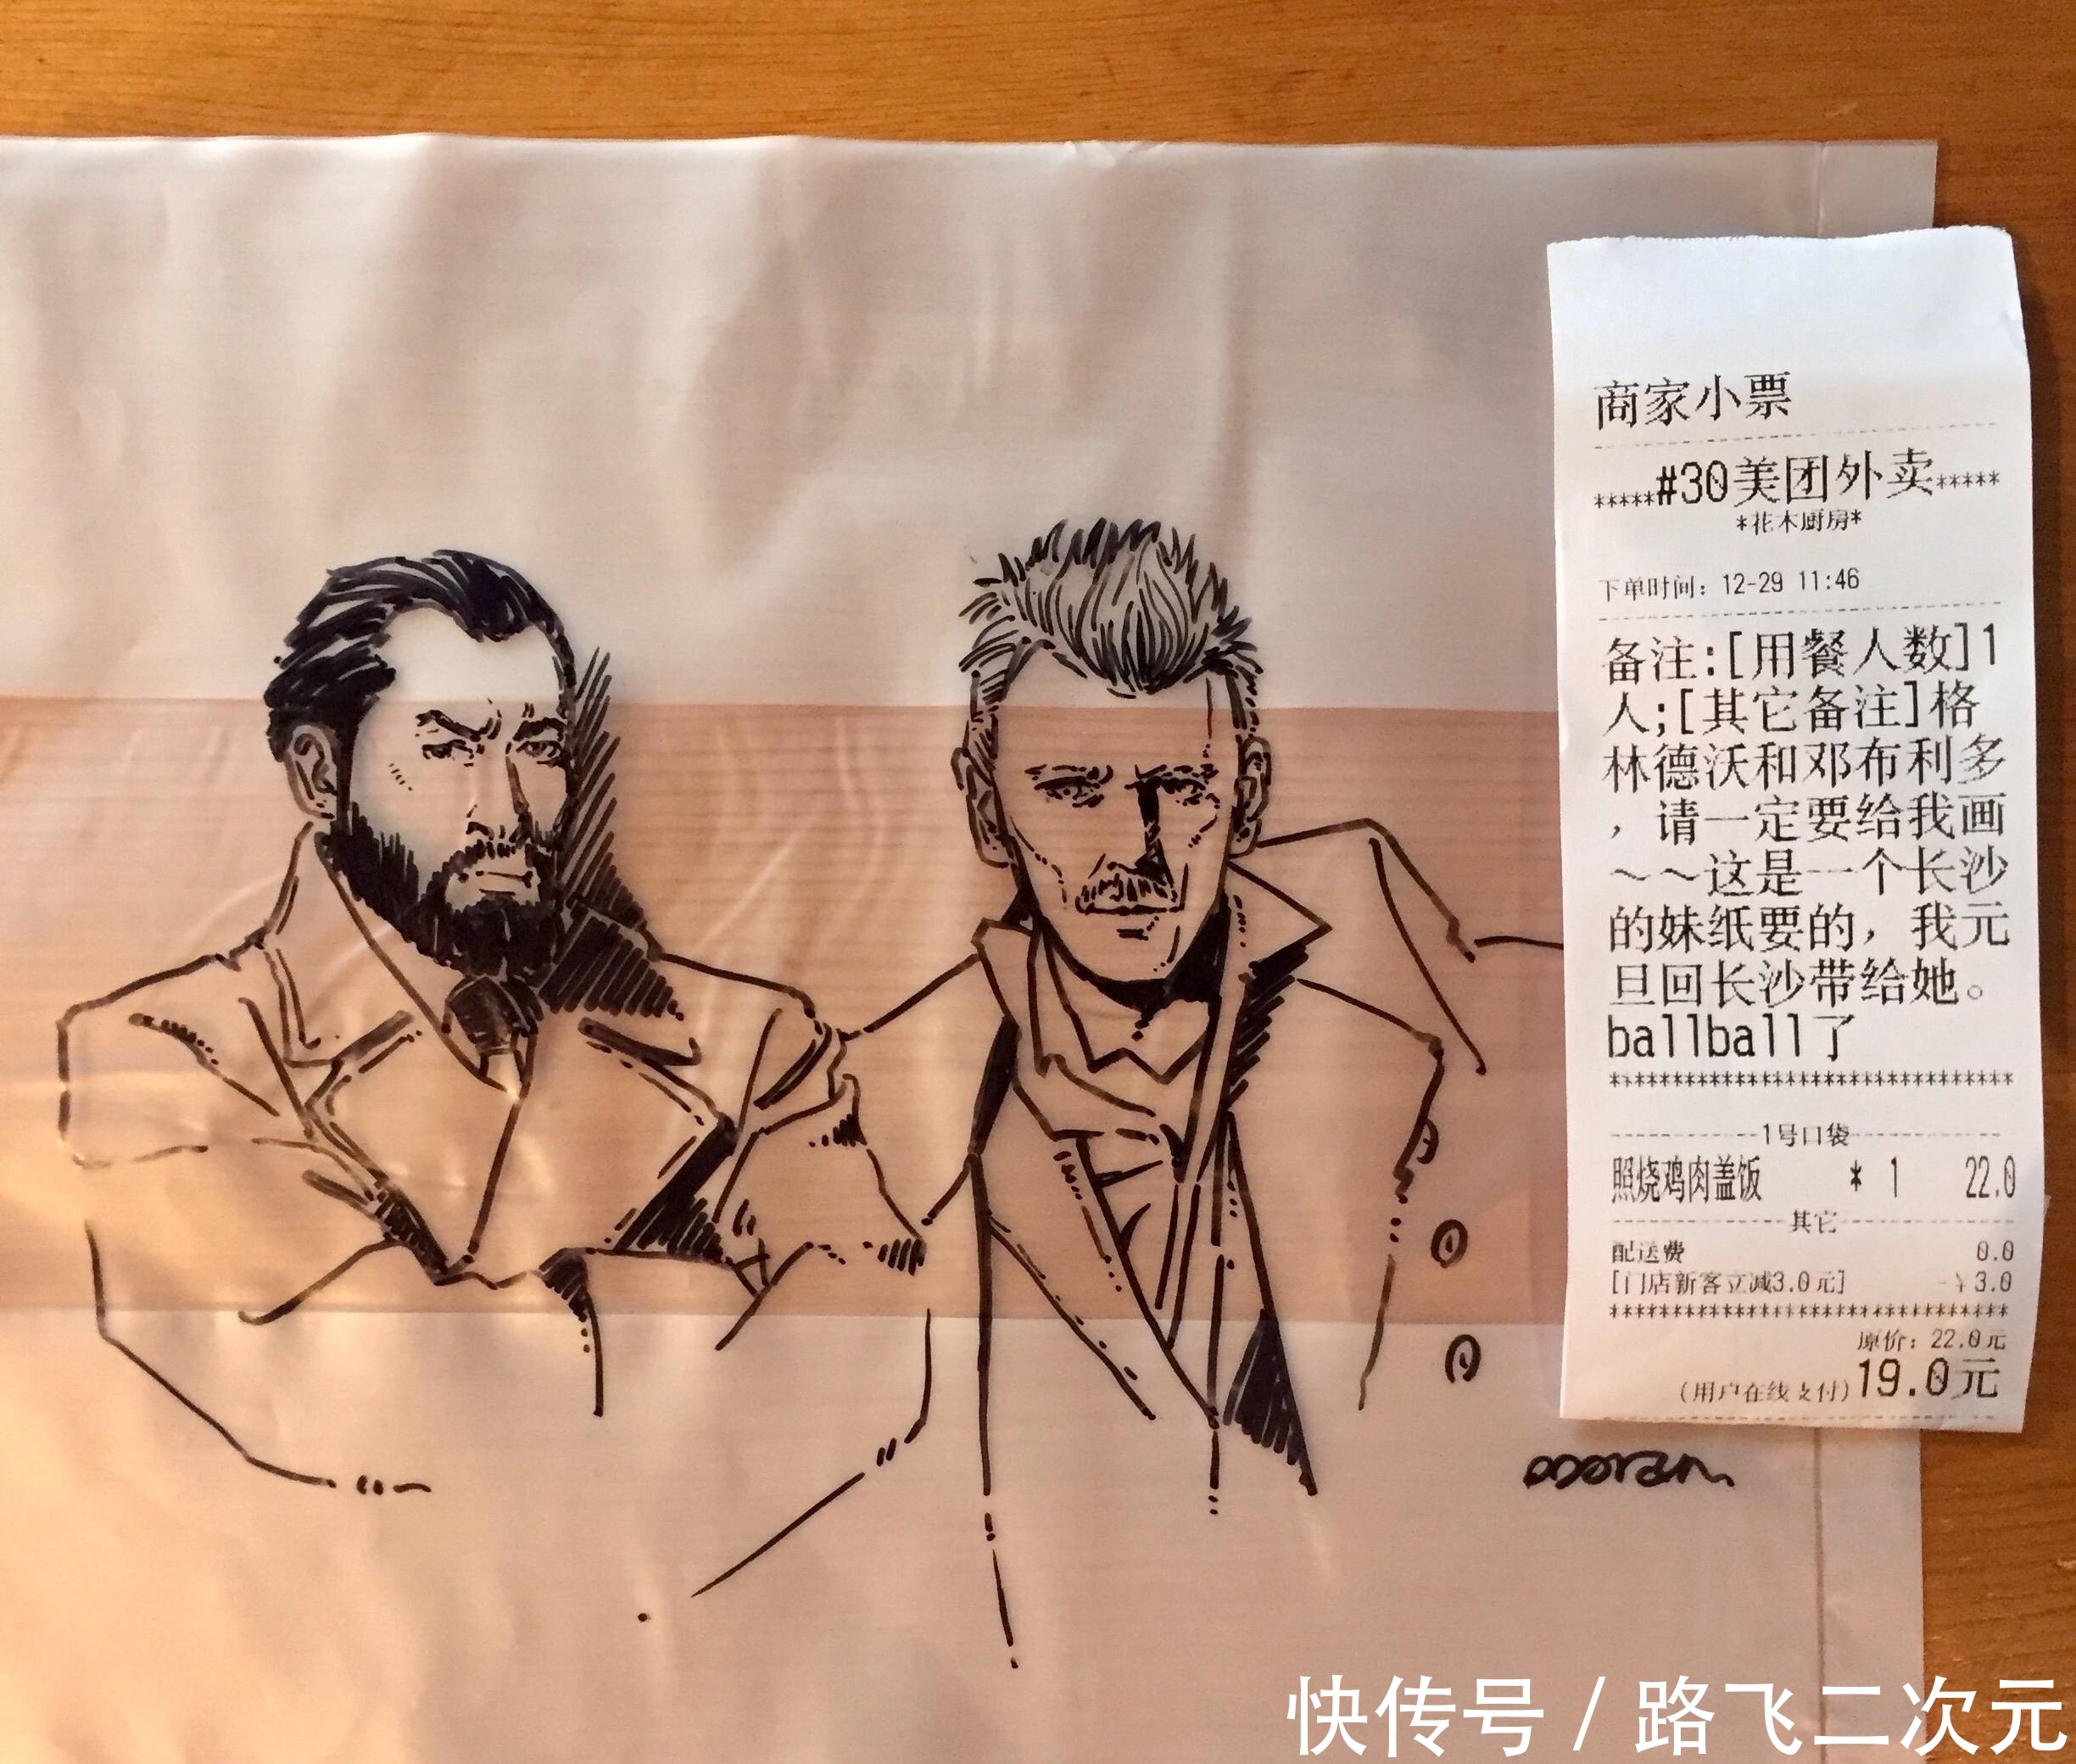 商家小票
*****#30美团外卖*****
*花木厨房*
下单时间: 12-29 11:46
备注:[用餐人数]1
人;[其它备注]格
林德沃和邓布利多
,请一定要给我画
~~这是一个长沙
的妹纸要的,我元
旦回长沙带给她。
ballball了
********************************
1号口袋
照烧鸡肉盖饭 * 1 22.0
其它
配送费 0.0
[门店新客立减3.0元] -￥3.0
********************************
原价: 22.0元
(用户在线支付)19.0元
快传号 / 路飞二次元